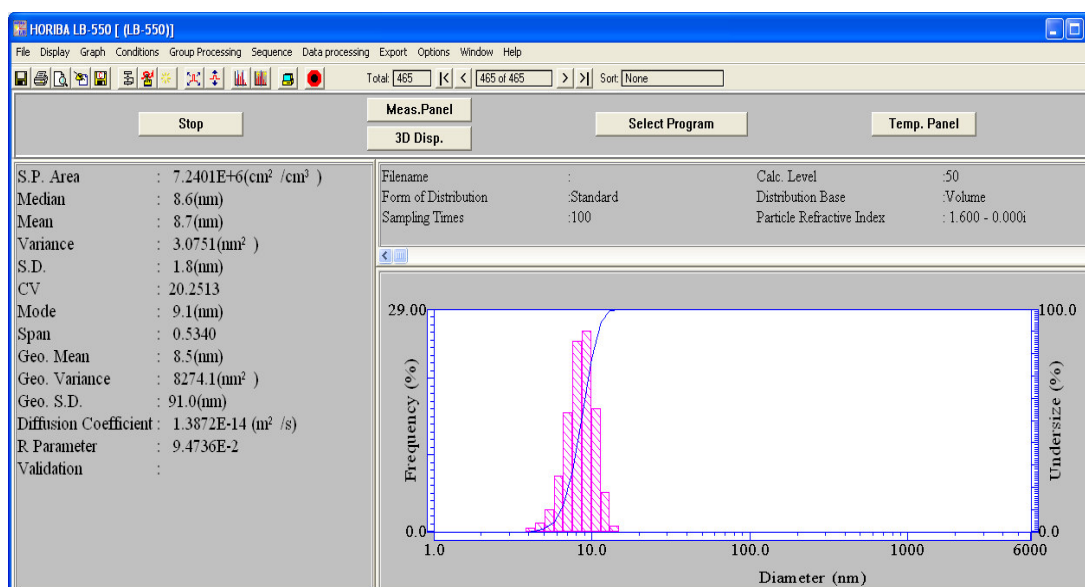 HORIBA LB-550 [ (LB-550)]
File Display Graph Conditions Group Processing Sequence Data processing Export Options Window Help
Total: 465 465 of 465 Sort: None
Stop
Meas.Panel
3D Disp.
Select Program
Temp. Panel
S.P. Area : 7.2401E+6(cm² /cm³ )
Median : 8.6(nm)
Mean : 8.7(nm)
Variance : 3.0751(nm² )
S.D. : 1.8(nm)
CV : 20.2513
Mode : 9.1(nm)
Span : 0.5340
Geo. Mean : 8.5(nm)
Geo. Variance : 8274.1(nm² )
Geo. S.D. : 91.0(nm)
Diffusion Coefficient : 1.3872E-14 (m² /s)
R Parameter : 9.4736E-2
Validation :
Filename : Calc. Level :50
Form of Distribution :Standard Distribution Base :Volume
Sampling Times :100 Particle Refractive Index : 1.600 - 0.000i
29.00 100.0
Frequency (%)
Undersize (%)
0.0 0.0
1.0 10.0 100.0 1000 6000
Diameter (nm)